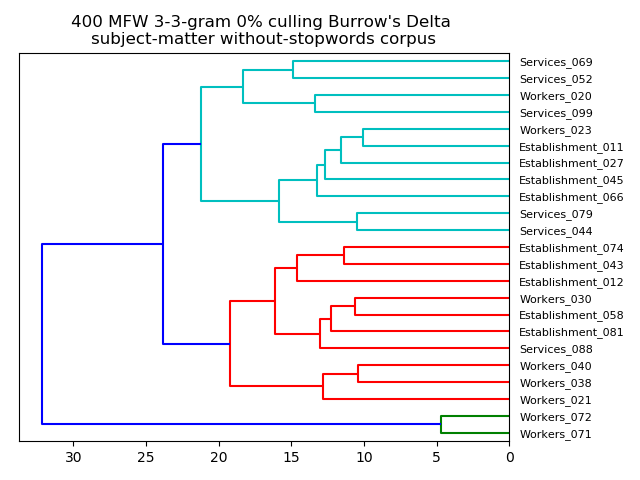 400 MFW 3-3-gram 0% culling Burrow's Delta
subject-matter without-stopwords corpus
Services_069
Services_052
Workers_020
Services_099
Workers_023
Establishment_011
Establishment_027
Establishment_045
Establishment_066
Services_079
Services_044
Establishment_074
Establishment_043
Establishment_012
Workers_030
Establishment_058
Establishment_081
Services_088
Workers_040
Workers_038
Workers_021
Workers_072
Workers_071
30 25 20 15 10 5 0